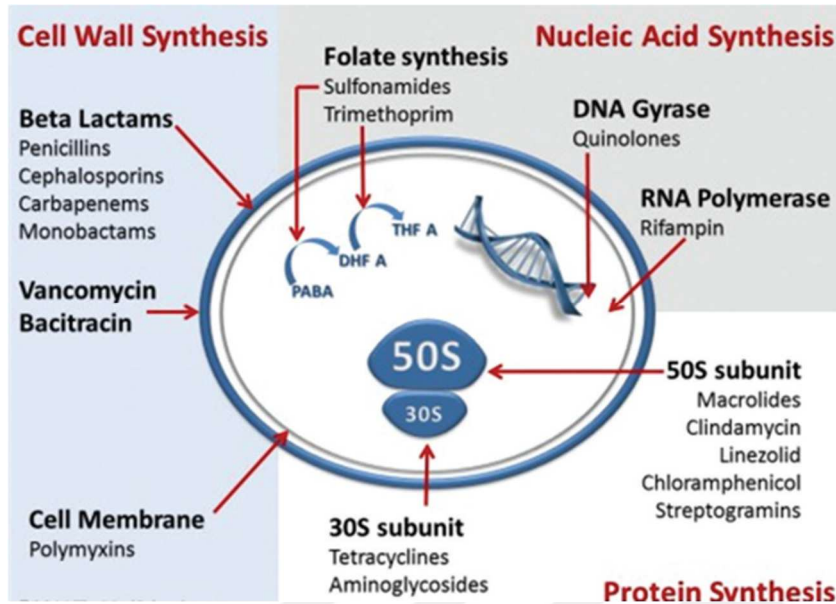 Cell Wall Synthesis
Nucleic Acid Synthesis
Folate synthesis
Sulfonamides
Trimethoprim
Beta Lactams
Penicillins
Cephalosporins
Carbapenems
Monobactams
DNA Gyrase
Quinolones
RNA Polymerase
Rifampin
THF A
DHF A
PABA
Vancomycin
Bacitracin
50S
30S
50S subunit
Macrolides
Clindamycin
Linezolid
Chloramphenicol
Streptogramins
Cell Membrane
Polymyxins
30S subunit
Tetracyclines
Aminoglycosides
Protein Synthesis